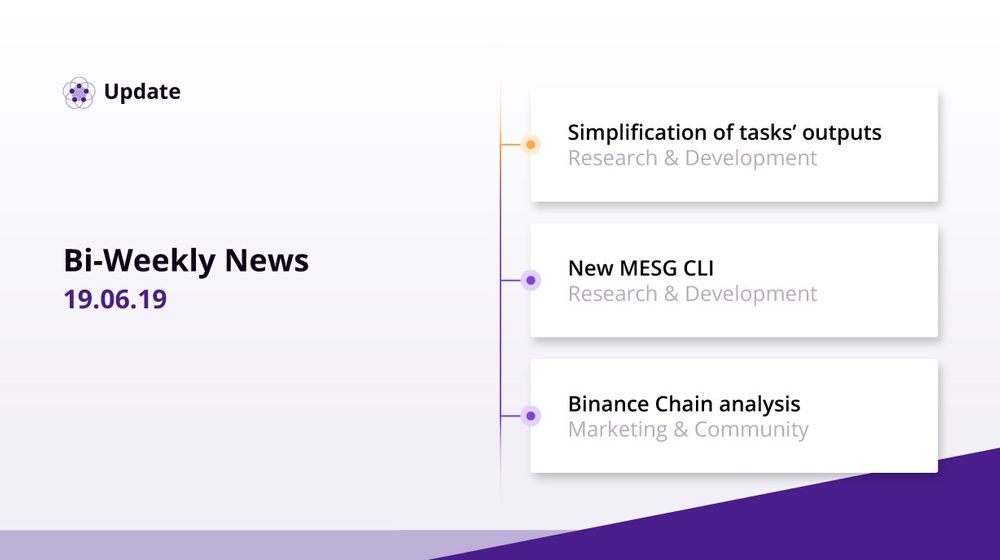 Update
Bi-Weekly News
19.06.19
Simplification of tasks’ outputs
Research & Development
New MESG CLI
Research & Development
Binance Chain analysis
Marketing & Community